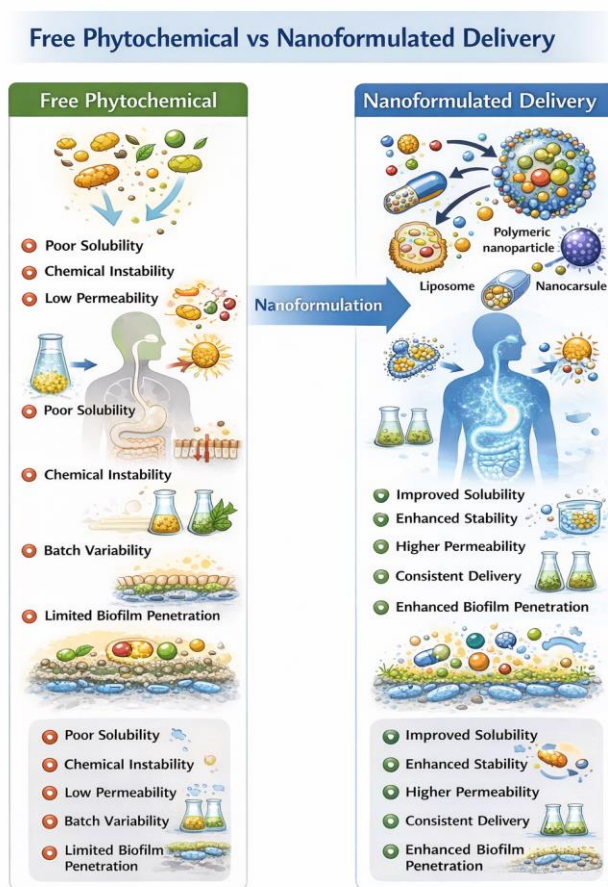 Free Phytochemical vs Nanoformulated Delivery
Free Phytochemical
Poor Solubility
Chemical Instability
Low Permeability
Poor Solubility
Chemical Instability
Batch Variability
Limited Biofilm Penetration
Poor Solubility
Chemical Instability
Low Permeability
Batch Variability
Limited Biofilm
Penetration
Nanoformulation
Nanoformulated Delivery
Polymeric
nanoparticle
Liposome
Nanocarsule
Improved Solubility
Enhanced Stability
Higher Permeability
Consistent Delivery
Enhanced Biofilm Penetration
Improved Solubility
Enhanced Stability
Higher Permeability
Consistent Delivery
Enhanced Biofilm
Penetration